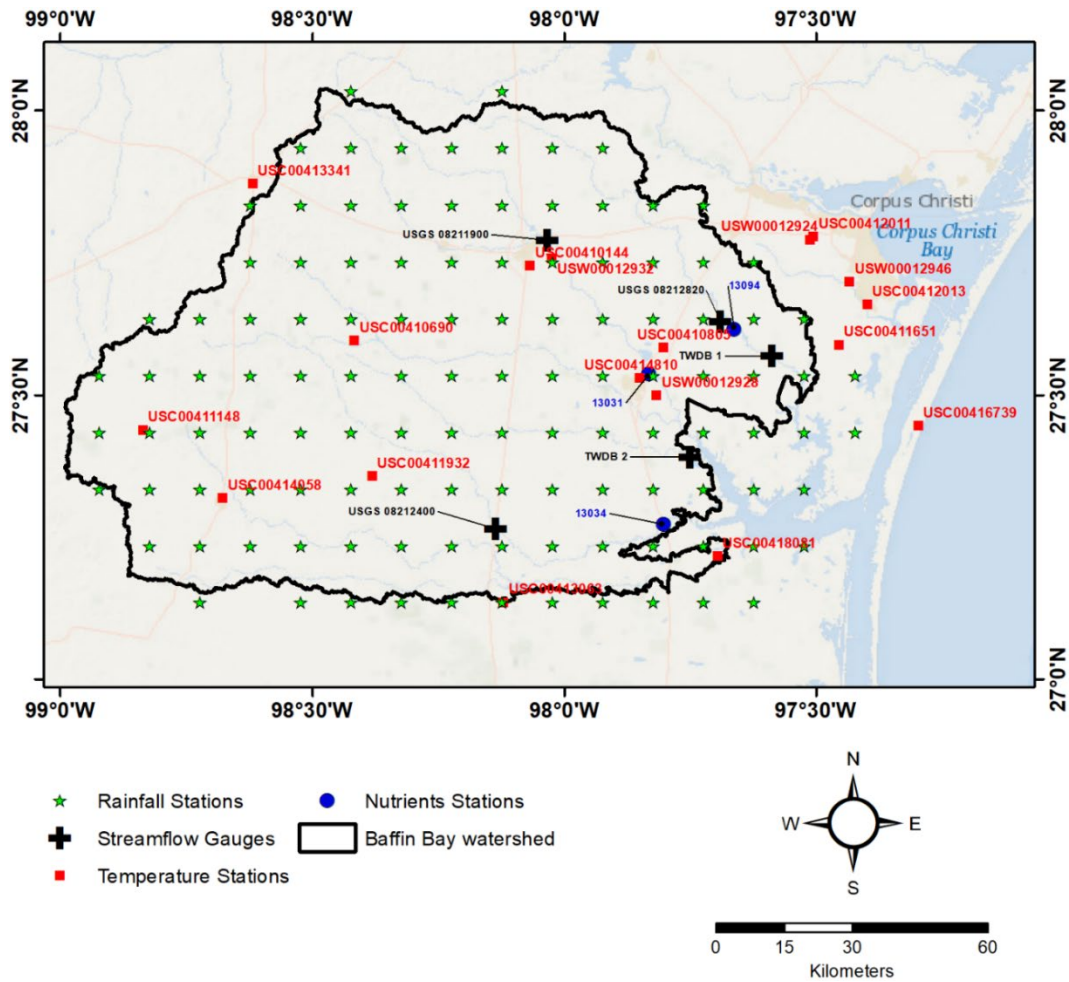 99°0'W 98°30'W 98°0'W 97°30'W
28°0'N 28°0'N
USC00413341
Corpus Christi
USW00012924 USC00412011
USGS 08211900
Corpus Christi
Bay
USC00410144
USW00012932
USW00012946
USGS 08212820 13094
USC00412013
USC00410690
USC00410805
USC00411651
TWDB 1
USC00414810
USW00012928
27°30'N 27°30'N
13031
USC00411148
USC00416739
TWDB 2
USC00411932
USC00414058
USGS 08212400
13034
USC00418081
27°0'N 27°0'N
99°0'W 98°30'W 98°0'W 97°30'W
Rainfall Stations
Nutrients Stations
Streamflow Gauges
Baffin Bay watershed
Temperature Stations
N
W E
S
0 15 30 60
Kilometers